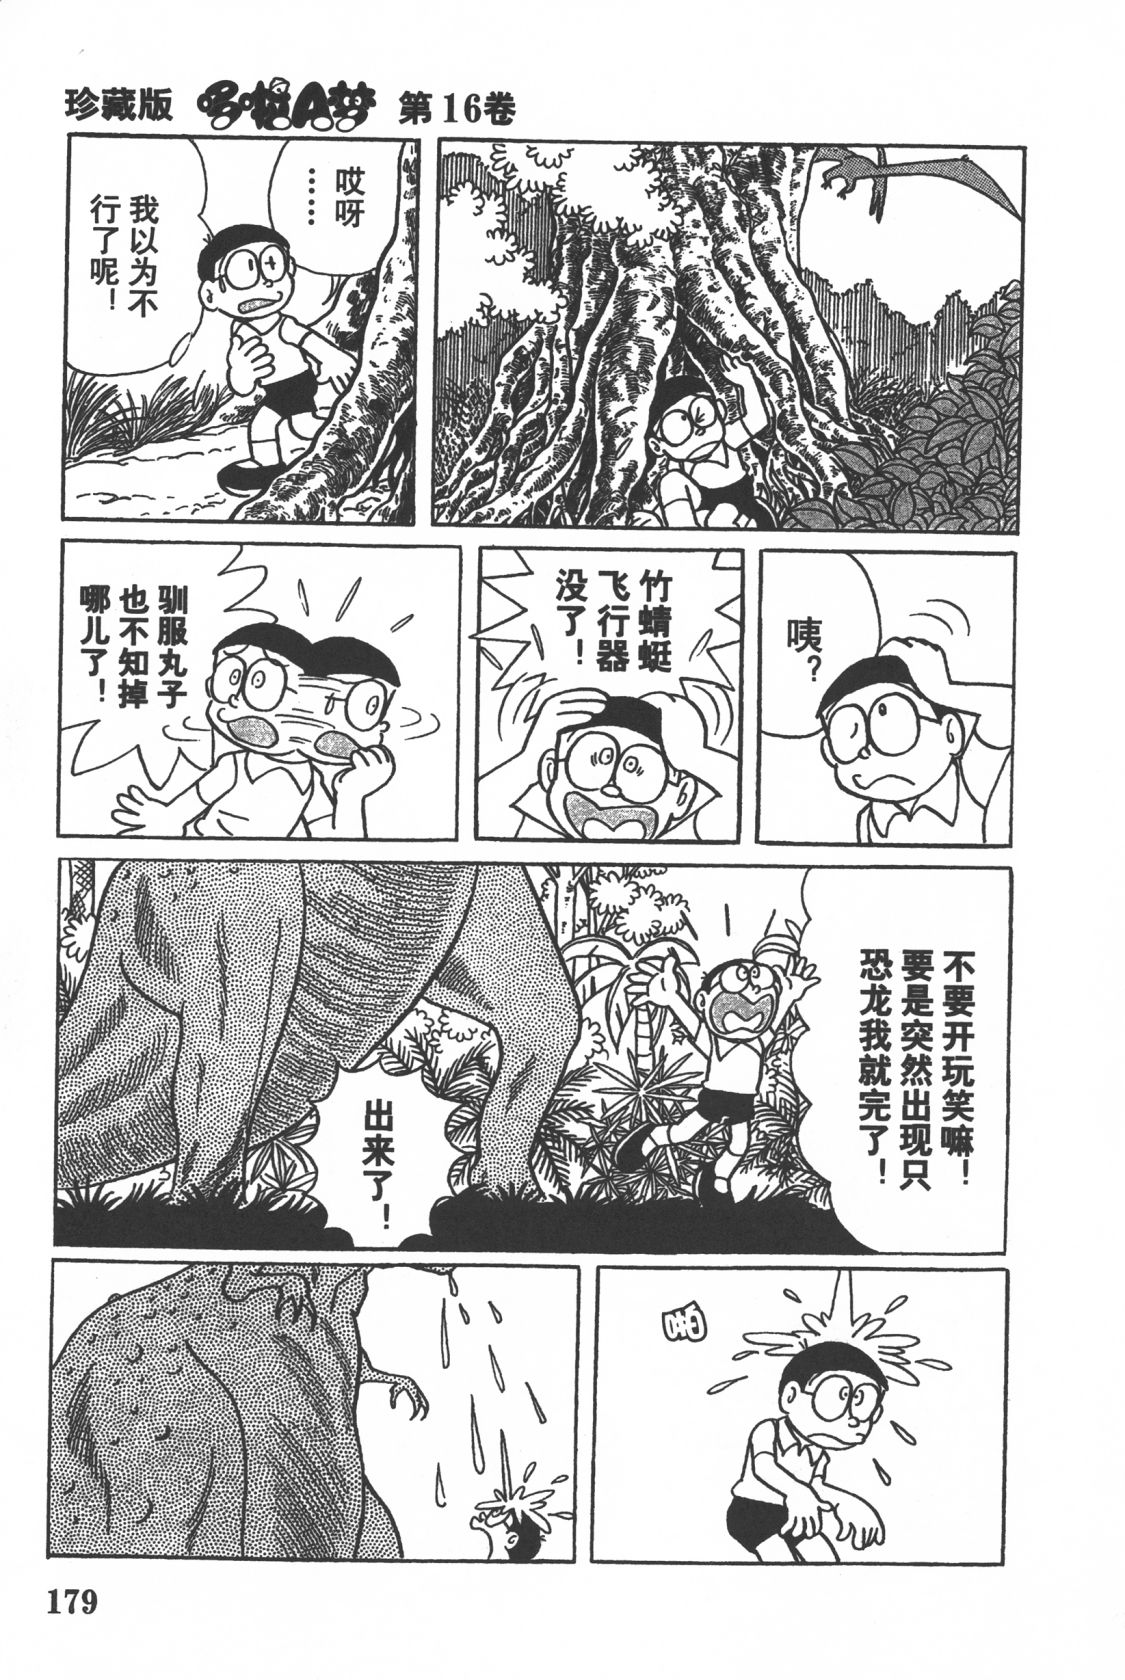 珍藏版 哆啦A梦 第16卷
哎呀
……
我以为不
行了呢！
咦？
竹蜻蜓
飞行器
没了！
驯服丸子
也不知掉
哪儿了！
不要开玩笑嘛！
要是突然出现只
恐龙我就完了！
出来了！
179